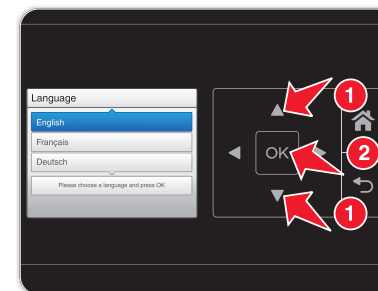 Language
English
Français
Deutsch
Please choose a language and press OK
OK
1
2
1